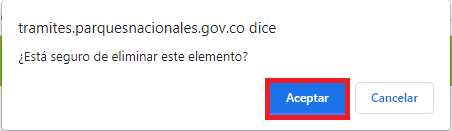 tramites.parquesnacionales.gov.co dice
¿Está seguro de eliminar este elemento?
Aceptar Cancelar